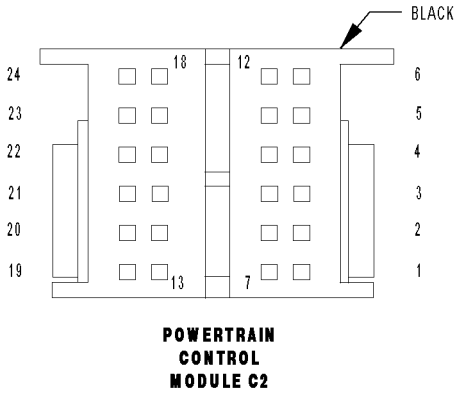 BLACK
18 12
24 6
23 5
22 4
21 3
20 2
19 1
13 7
POWERTRAIN
CONTROL
MODULE C2